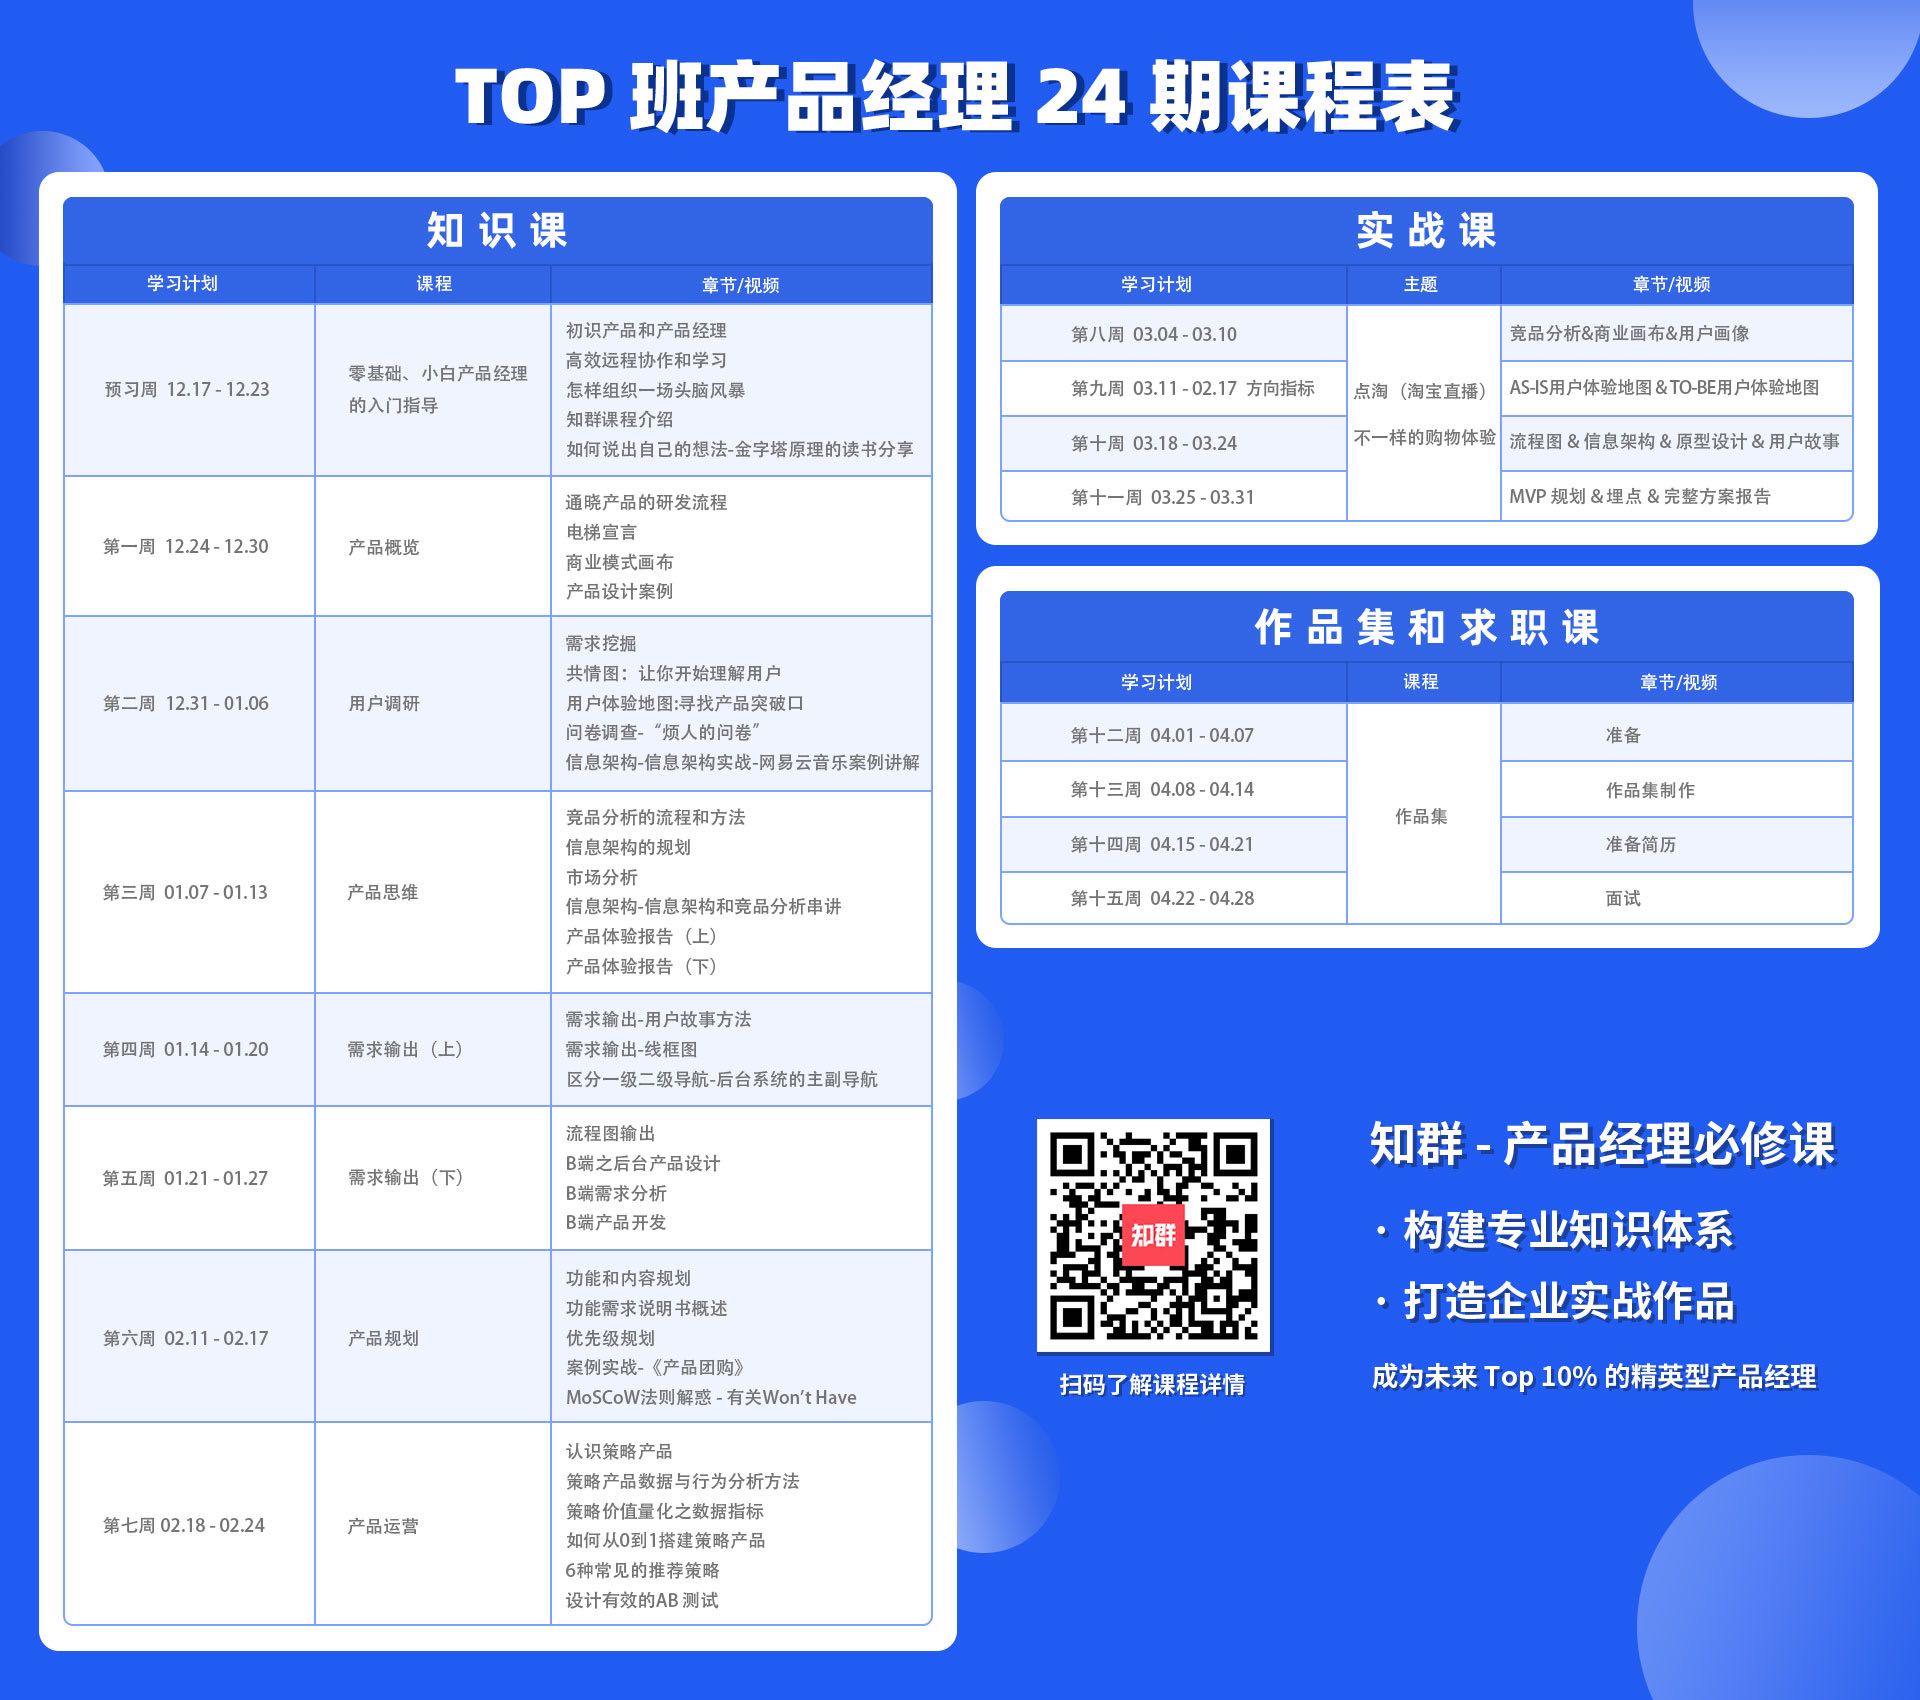 TOP 班产品经理 24 期课程表
知识课
学习计划 课程 章节/视频
预习周 12.17 - 12.23
零基础、小白产品经理
的入门指导
初识产品和产品经理
高效远程协作和学习
怎样组织一场头脑风暴
知群课程介绍
如何说出自己的想法-金字塔原理的读书分享
第一周 12.24 - 12.30
产品概览
通晓产品的研发流程
电梯宣言
商业模式画布
产品设计案例
第二周 12.31 - 01.06
用户调研
需求挖掘
共情图：让你开始理解用户
用户体验地图:寻找产品突破口
问卷调查-“烦人的问卷”
信息架构-信息架构实战-网易云音乐案例讲解
第三周 01.07 - 01.13
产品思维
竞品分析的流程和方法
信息架构的规划
市场分析
信息架构-信息架构和竞品分析串讲
产品体验报告（上）
产品体验报告（下）
第四周 01.14 - 01.20
需求输出（上）
需求输出-用户故事方法
需求输出-线框图
区分一级二级导航-后台系统的主副导航
第五周 01.21 - 01.27
需求输出（下）
流程图输出
B端之后台产品设计
B端需求分析
B端产品开发
第六周 02.11 - 02.17
产品规划
功能和内容规划
功能需求说明书概述
优先级规划
案例实战-《产品团购》
MoSCoW法则解惑 - 有关Won’t Have
第七周 02.18 - 02.24
产品运营
认识策略产品
策略产品数据与行为分析方法
策略价值量化之数据指标
如何从0到1搭建策略产品
6种常见的推荐策略
设计有效的AB 测试
实战课
学习计划 主题 章节/视频
第八周 03.04 - 03.10
竞品分析&商业画布&用户画像
第九周 03.11 - 02.17 方向指标
点淘（淘宝直播）
不一样的购物体验
AS-IS用户体验地图＆TO-BE用户体验地图
第十周 03.18 - 03.24
流程图 & 信息架构 & 原型设计 & 用户故事
第十一周 03.25 - 03.31
MVP 规划 & 埋点 & 完整方案报告
作品集和求职课
学习计划 课程 章节/视频
第十二周 04.01 - 04.07
准备
第十三周 04.08 - 04.14
作品集
作品集制作
第十四周 04.15 - 04.21
准备简历
第十五周 04.22 - 04.28
面试
知群
扫码了解课程详情
知群 - 产品经理必修课
· 构建专业知识体系
· 打造企业实战作品
成为未来 Top 10% 的精英型产品经理